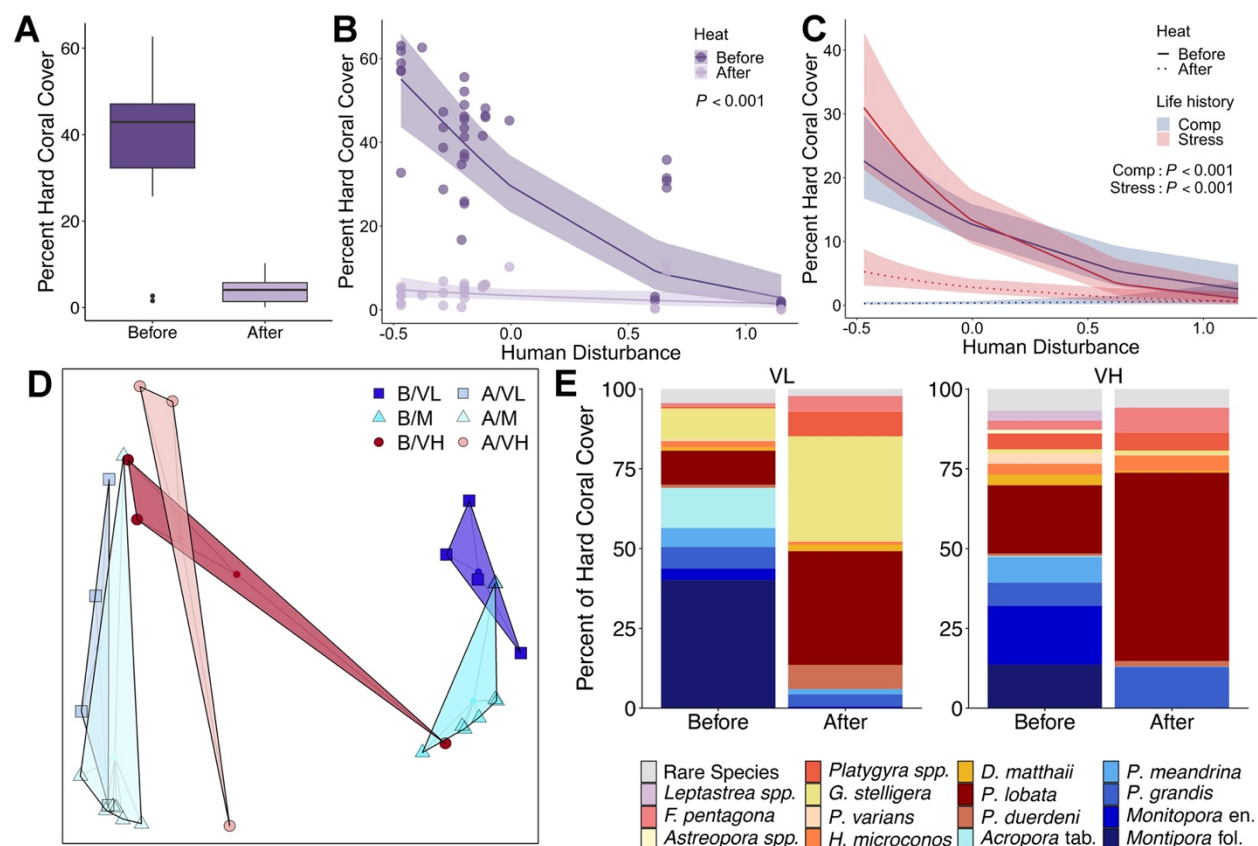 A
Percent Hard Coral Cover
60
40
20
0
Before
After
B
Percent Hard Coral Cover
60
40
20
0
-0.5
0.0
0.5
1.0
Human Disturbance
Heat
Before
After
P < 0.001
C
Percent Hard Coral Cover
40
30
20
10
0
-0.5
0.0
0.5
1.0
Human Disturbance
Heat
Before
After
Life history
Comp
Stress
Comp : P < 0.001
Stress : P < 0.001
D
B/VL
A/VL
B/M
A/M
B/VH
A/VH
E
VL
VH
Percent of Hard Coral Cover
100
75
50
25
0
Before
After
100
75
50
25
0
Before
After
Rare Species
Leptastrea spp.
F. pentagona
Astreopora spp.
Platygyra spp.
G. stelligera
P. varians
H. microconos
D. matthaii
P. lobata
P. duerdeni
Acropora tab.
P. meandrina
P. grandis
Monitopora en.
Montipora fol.